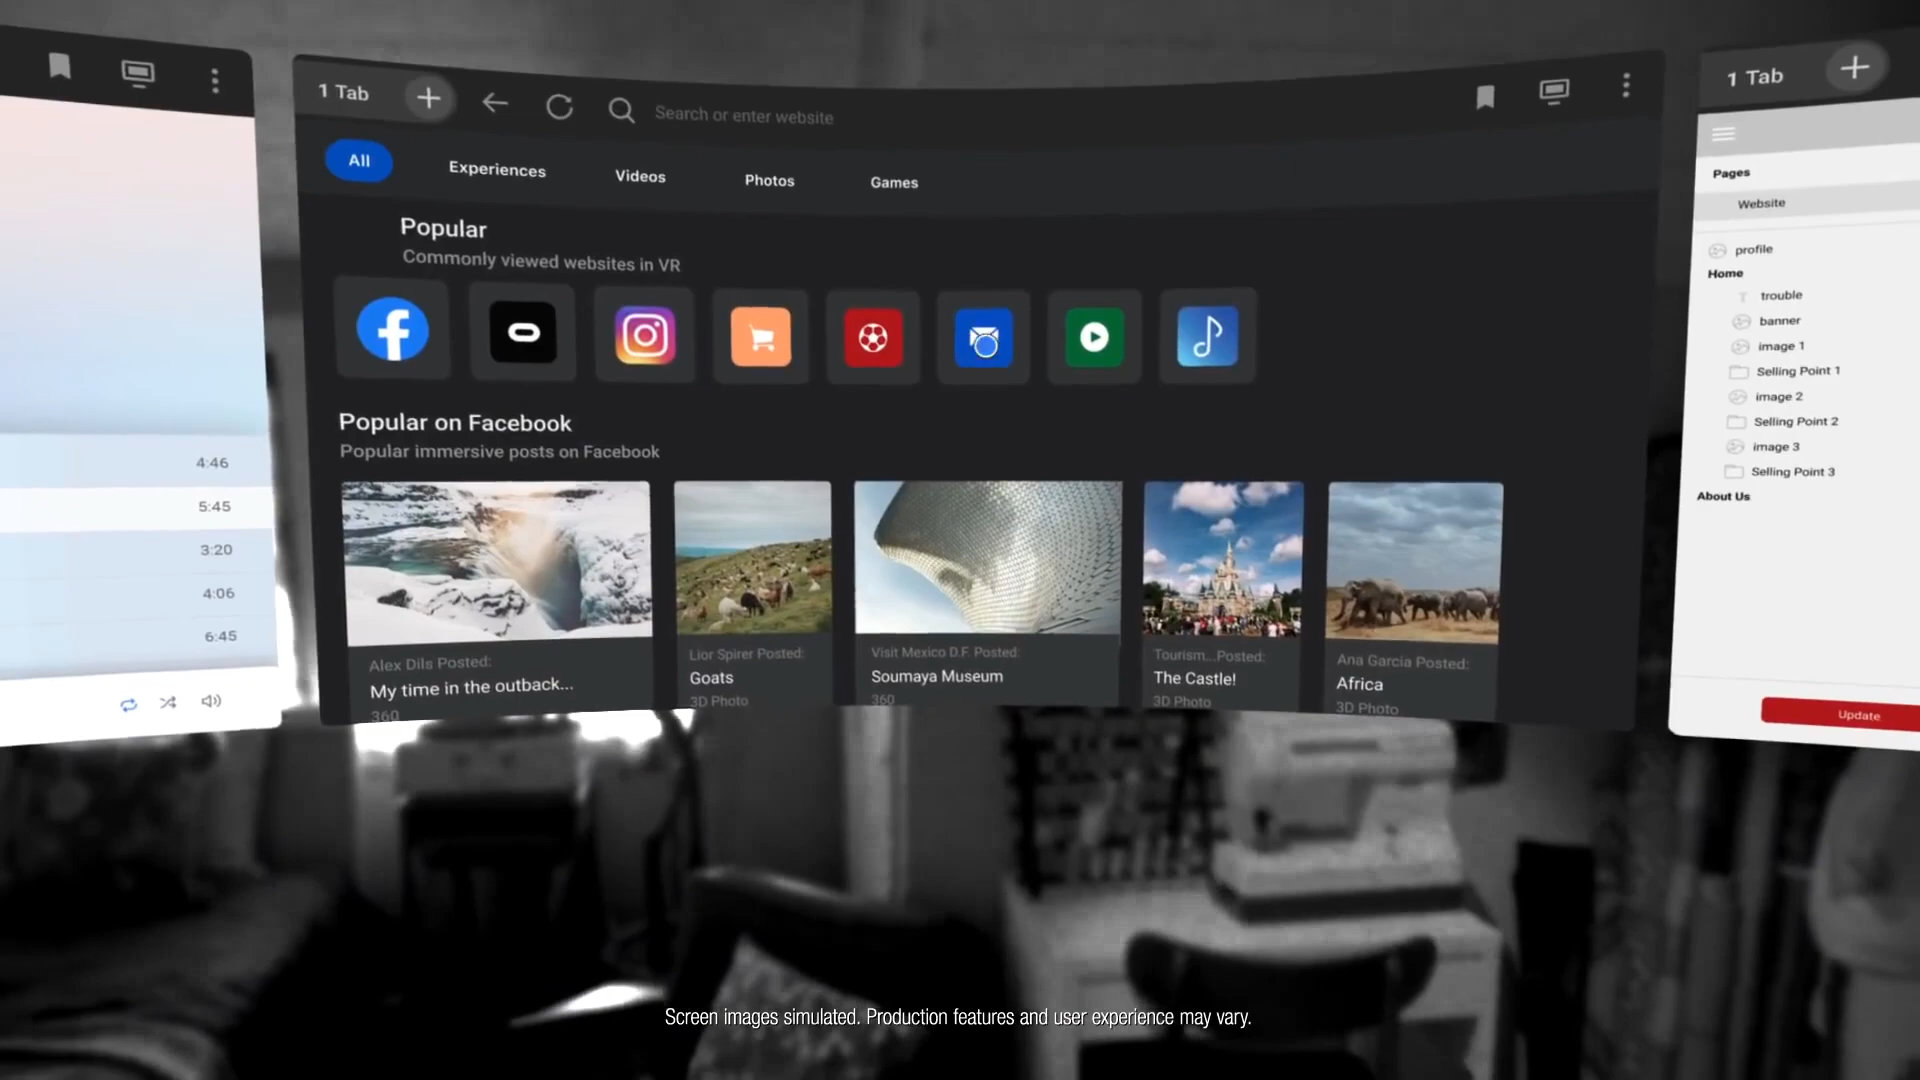 4:46
5:45
3:20
4:06
6:45
1 Tab
Search or enter website
All
Experiences
Videos
Photos
Games
Popular
Commonly viewed websites in VR
Popular on Facebook
Popular immersive posts on Facebook
Alex Dils Posted:
My time in the outback...
360
Lior Spirer Posted:
Goats
3D Photo
Visit Mexico D.F. Posted:
Soumaya Museum
360
Tourism...Posted:
The Castle!
3D Photo
Ana Garcia Posted:
Africa
3D Photo
1 Tab
Pages
Website
profile
Home
trouble
banner
image 1
Selling Point 1
image 2
Selling Point 2
image 3
Selling Point 3
About Us
Update
Screen images simulated. Production features and user experience may vary.